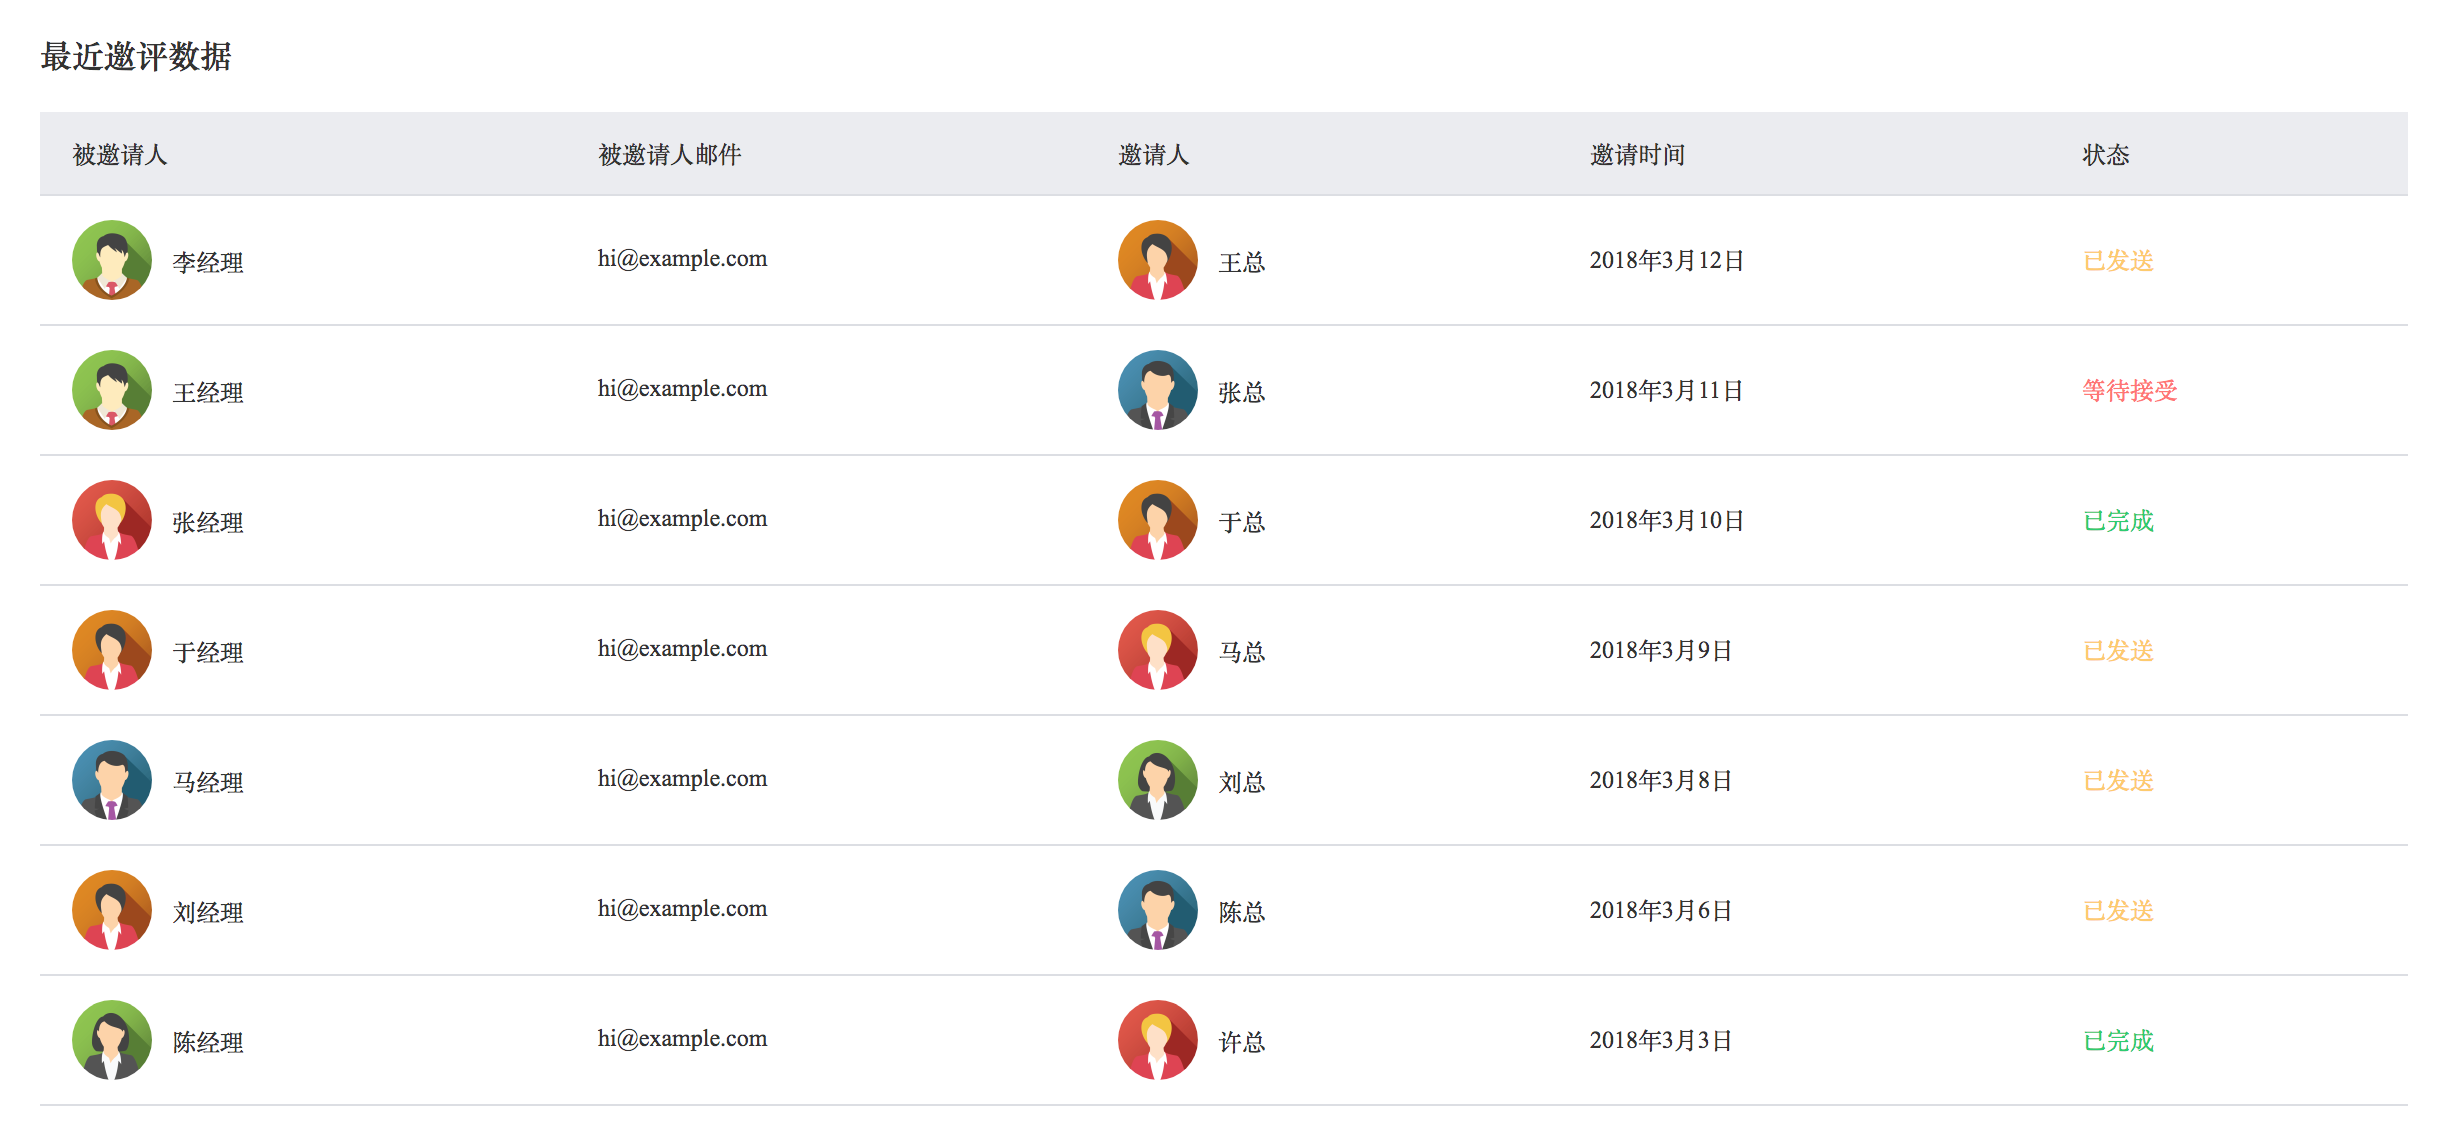 最近邀评数据
被邀请人 被邀请人邮件 邀请人 邀请时间 状态
李经理 hi@example.com 王总 2018年3月12日 已发送
王经理 hi@example.com 张总 2018年3月11日 等待接受
张经理 hi@example.com 于总 2018年3月10日 已完成
于经理 hi@example.com 马总 2018年3月9日 已发送
马经理 hi@example.com 刘总 2018年3月8日 已发送
刘经理 hi@example.com 陈总 2018年3月6日 已发送
陈经理 hi@example.com 许总 2018年3月3日 已完成